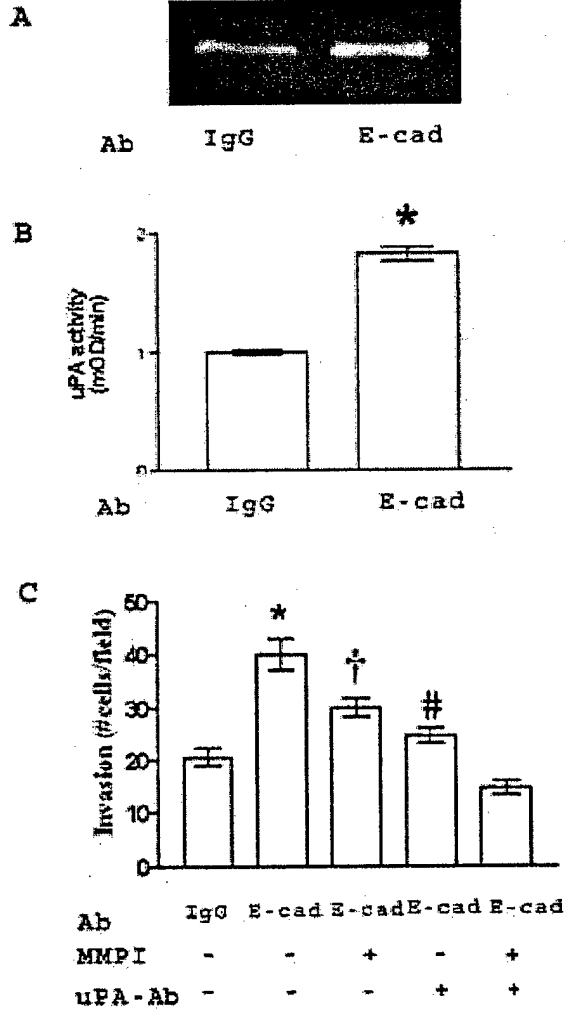 A
Ab IgG E-cad
B
*
2
uPA activity
(mOD/min)
1
0
Ab IgG E-cad
C
Invasion (#cells/field)
50
40
30
20
10
0
* † #
Ab IgG E-cad E-cad E-cad E-cad
MMPI - - + - +
uPA-Ab - - - + +